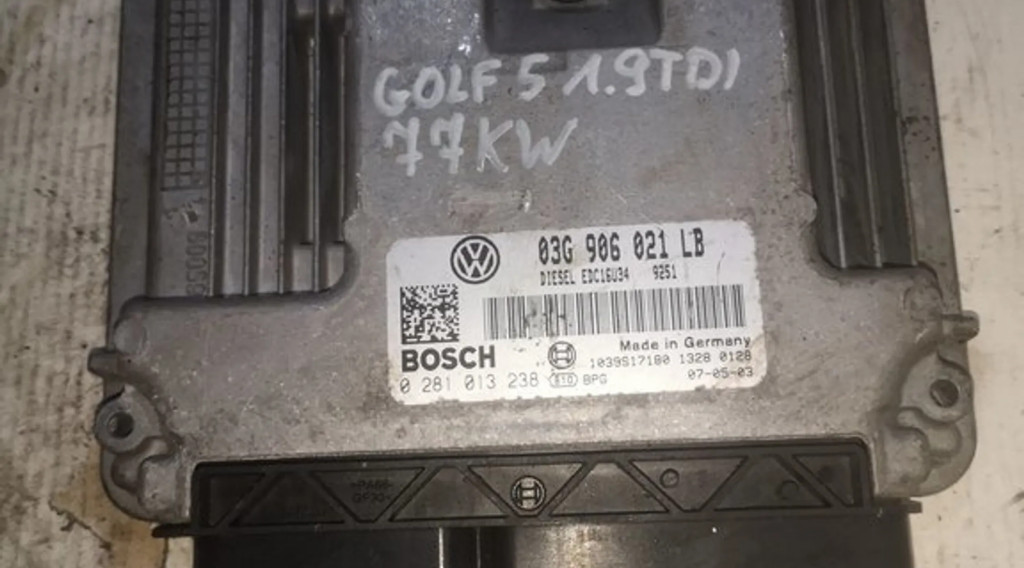 GOLF 5 1.9TDI
77KW
03G 906 021 LB
DIESEL EDC16U34 9251
BOSCH
Made in Germany
1039S17180 1328 0128
0 281 013 238 E1D BPG 07-05-03